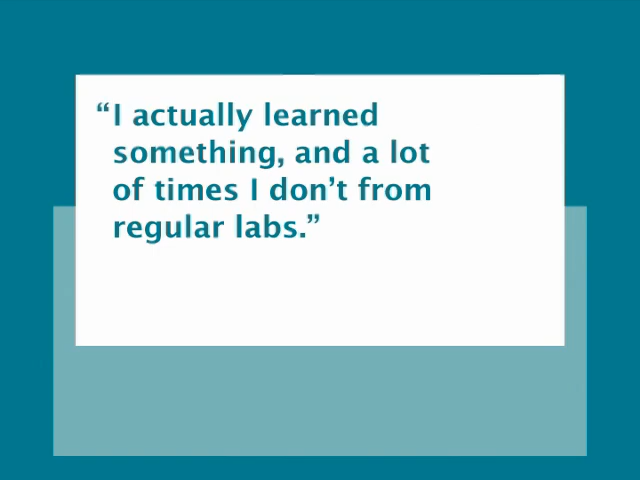 “I actually learned
something, and a lot
of times I don’t from
regular labs.”